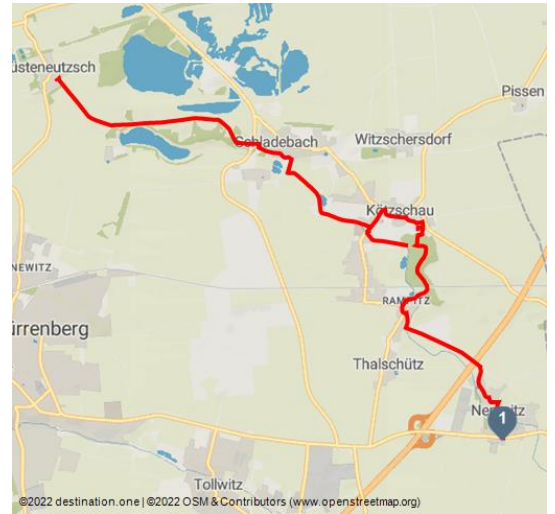 üsteneutzsch
Pissen
Schladebach
Witzschersdorf
Kötzschau
NEWITZ
RAMPITZ
ürrenberg
Thalschütz
1
Tollwitz
©2022 destination.one | ©2022 OSM & Contributors (www.openstreetmap.org)